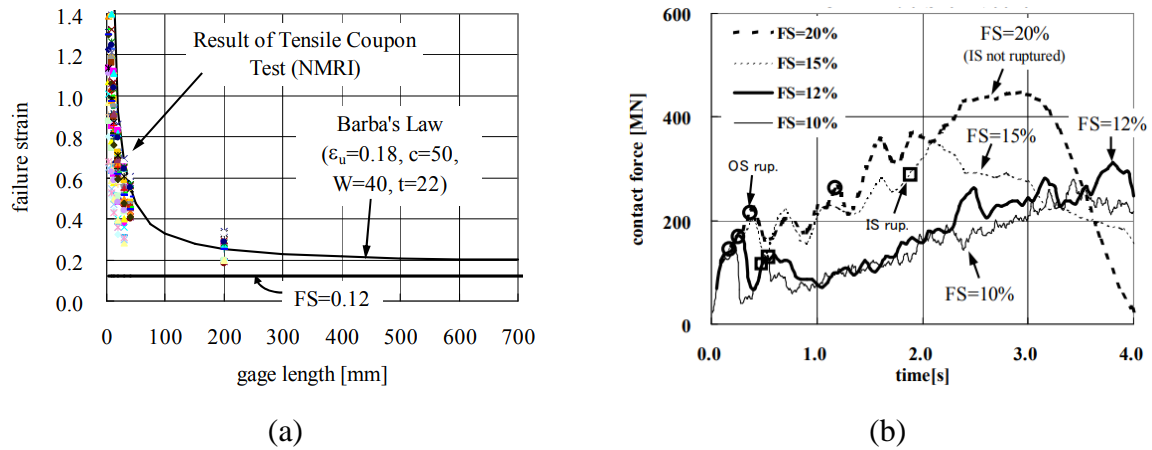 1.4
1.2
1.0
0.8
0.6
0.4
0.2
0.0
failure strain
Result of Tensile Coupon
Test (NMRI)
Barba's Law
(εu=0.18, c=50,
W=40, t=22)
FS=0.12
0 100 200 300 400 500 600 700
gage length [mm]
(a)
600
400
200
0
contact force [MN]
FS=20%
FS=15%
FS=12%
FS=10%
FS=20%
(IS not ruptured)
FS=15%
FS=12%
OS rup.
IS rup.
FS=10%
0.0 1.0 2.0 3.0 4.0
time[s]
(b)